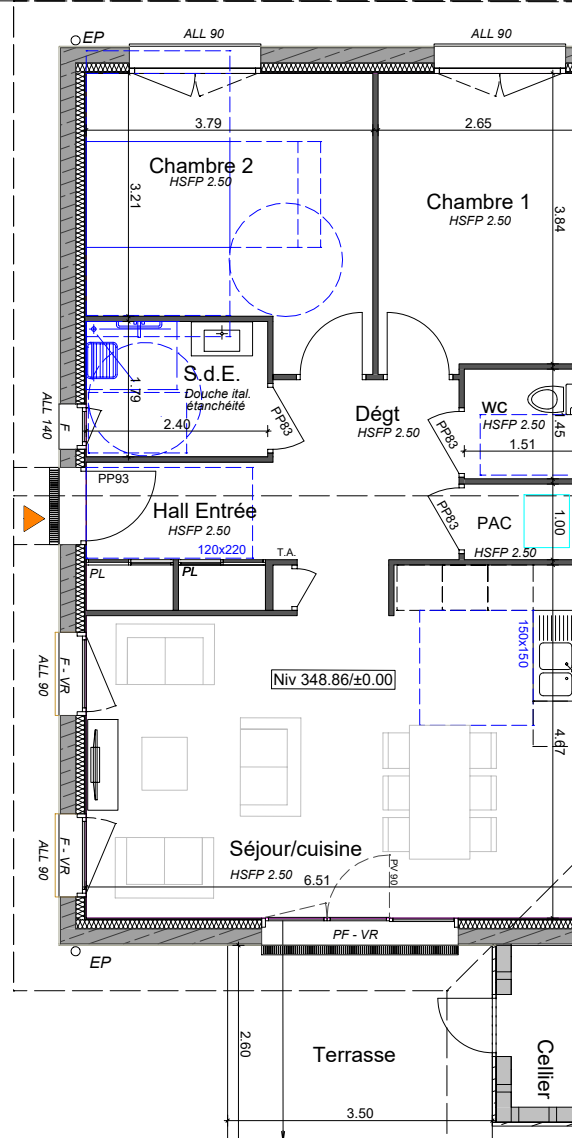 EP
ALL 90
ALL 90
3.79
2.65
Chambre 2
HSFP 2.50
3.21
Chambre 1
HSFP 2.50
3.84
S.d.E.
Douche ital.
étanchéité
1.79
2.40
PP83
Dégt
HSFP 2.50
PP83
WC
HSFP 2.50
.45
1.51
ALL 140
F
PP93
Hall Entrée
HSFP 2.50
120x220
PP83
PAC
HSFP 2.50
1.00
T.A.
PL
PL
150x150
F - VR
ALL 90
Niv 348.86/±0.00
4.67
F - VR
ALL 90
Séjour/cuisine
HSFP 2.50
PV 90
6.51
PF - VR
EP
2.60
Terrasse
Cellier
3.50